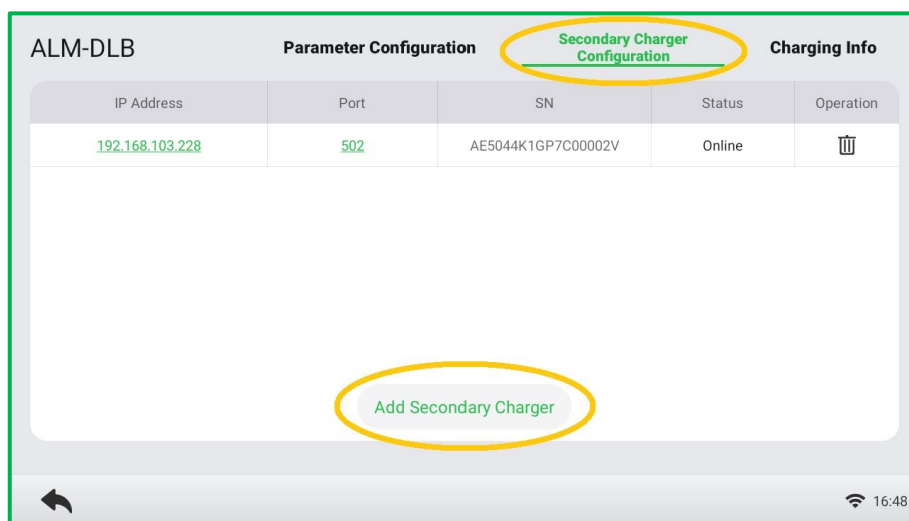 ALM-DLB
Parameter Configuration
Secondary Charger
Configuration
Charging Info
IP Address Port SN Status Operation
192.168.103.228 502 AE5044K1GP7C00002V Online
Add Secondary Charger
16:48